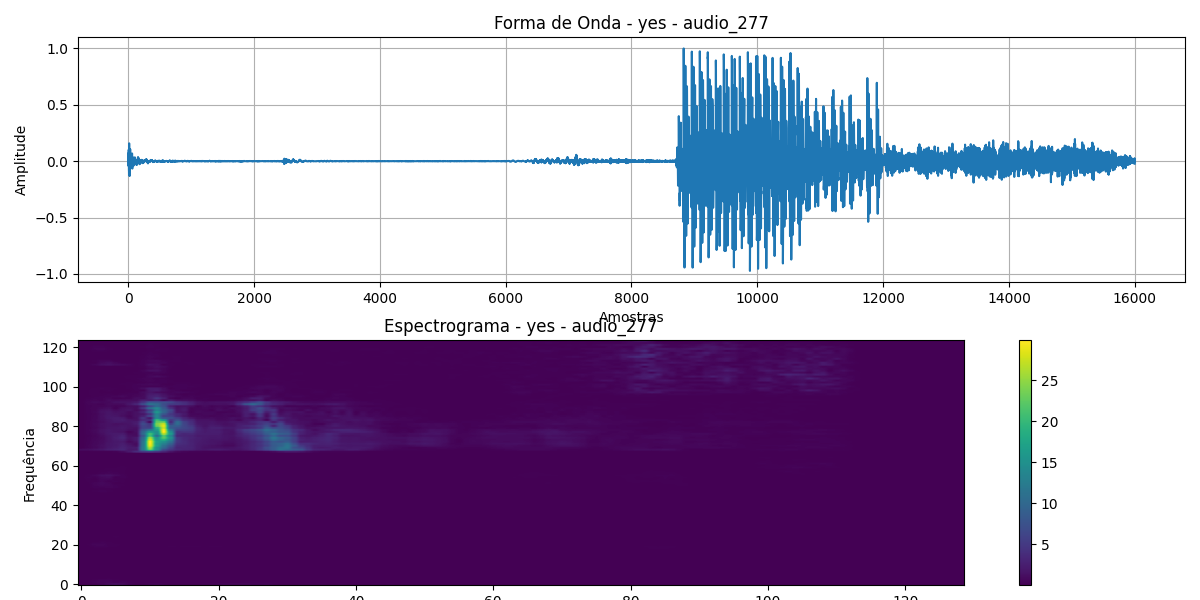 Forma de Onda - yes - audio_277
Amplitude
1.0
0.5
0.0
−0.5
−1.0
0 2000 4000 6000 8000 10000 12000 14000 16000
Amostras
Espectrograma - yes - audio_277
Frequência
120
100
80
60
40
20
0
0 20 40 60 80 100 120
25
20
15
10
5